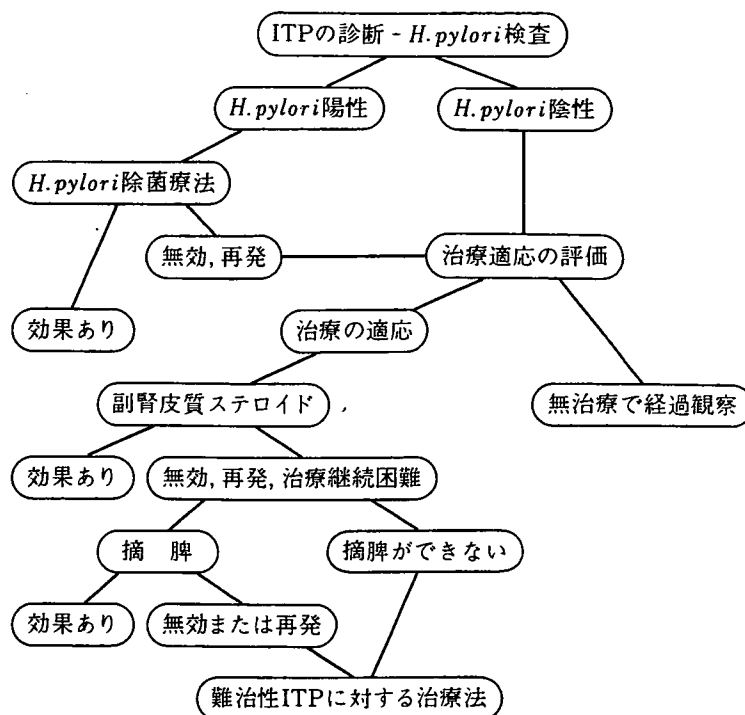 ITPの診断 - H.pylori検査
H.pylori陽性
H.pylori陰性
H.pylori除菌療法
無効, 再発
治療適応の評価
効果あり
治療の適応
副腎皮質ステロイド
無治療で経過観察
効果あり
無効, 再発, 治療継続困難
摘 脾
摘脾ができない
効果あり
無効または再発
難治性ITPに対する治療法